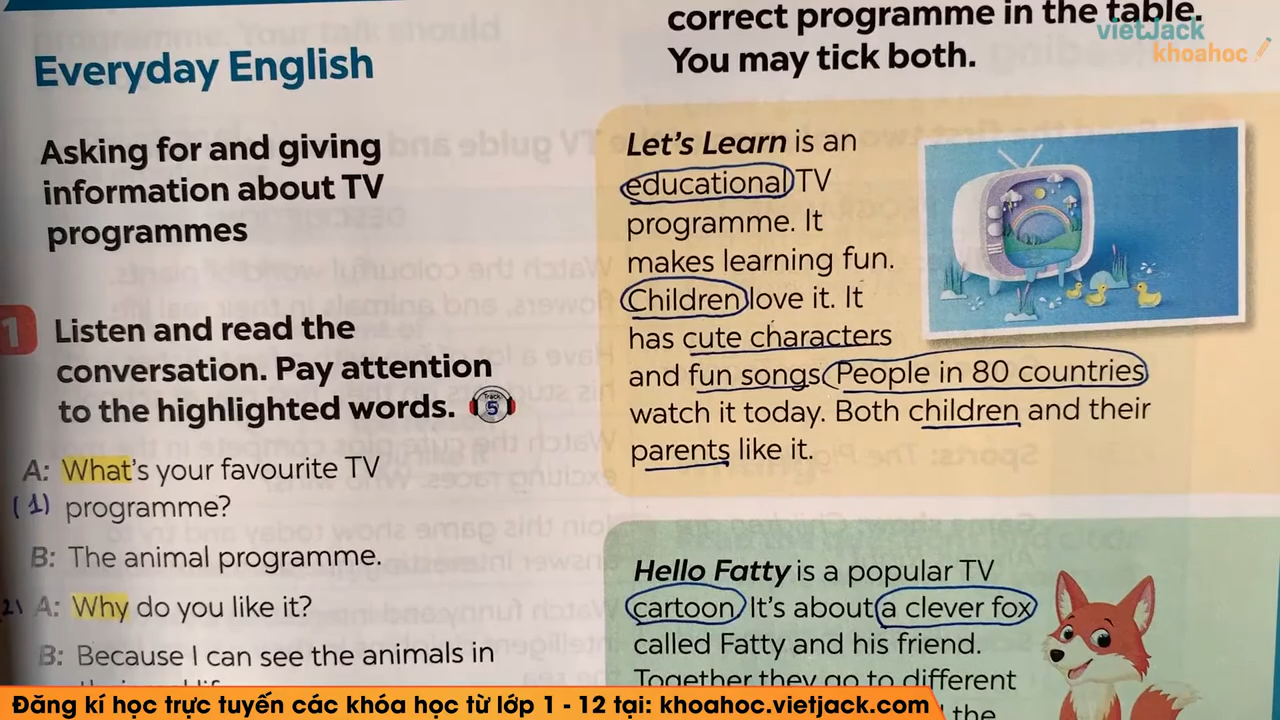 Everyday English
Asking for and giving
information about TV
programmes
1 Listen and read the
conversation. Pay attention
to the highlighted words.
Track
5
A: What's your favourite TV
(1) programme?
B: The animal programme.
A: Why do you like it?
B: Because I can see the animals in
correct programme in the table.
You may tick both.
vietJack
khoahoc
Let's Learn is an
educational TV
programme. It
makes learning fun.
Children love it. It
has cute characters
and fun songs. People in 80 countries
watch it today. Both children and their
parents like it.
Hello Fatty is a popular TV
cartoon. It's about a clever fox
called Fatty and his friend.
Together they go to different
the
Đăng kí học trực tuyến các khóa học từ lớp 1 - 12 tại: khoahoc.vietjack.com